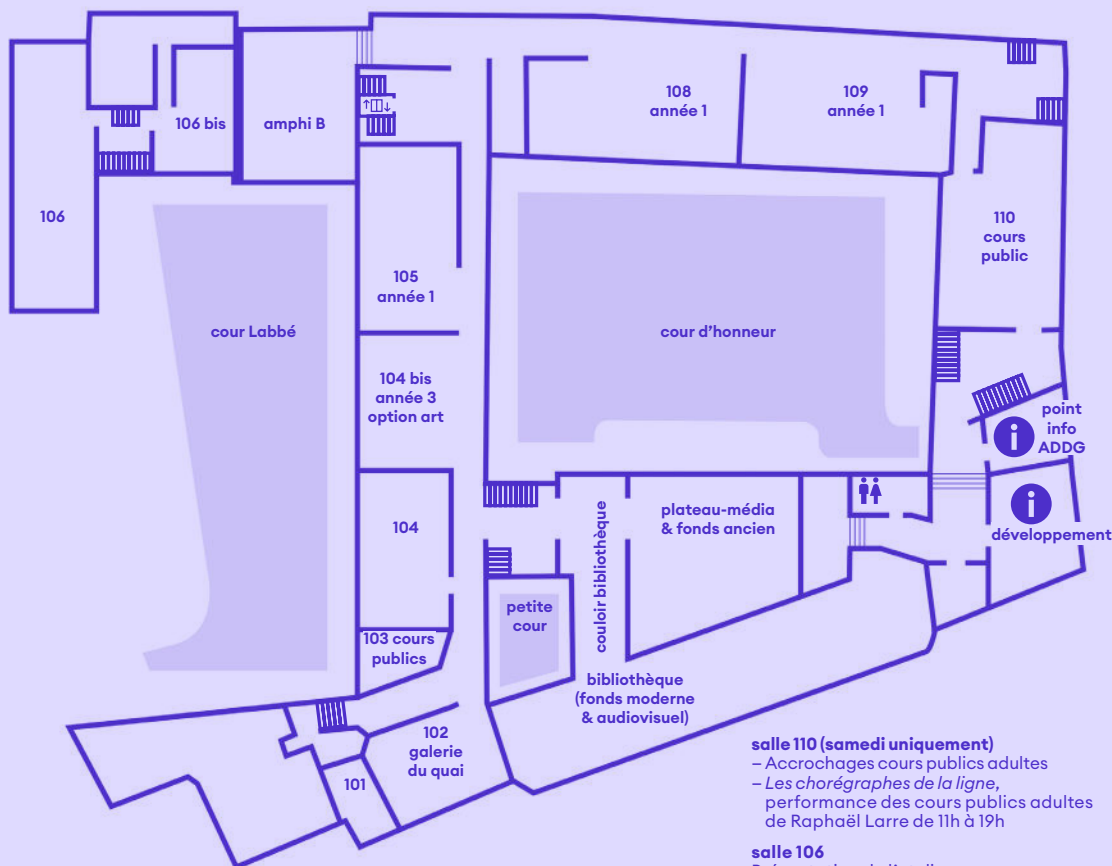 106
106 bis
amphi B
108
année 1
109
année 1
110
cours
public
105
année 1
cour Labbé
cour d'honneur
104 bis
année 3
option art
point
info
ADDG
développement
104
couloir bibliothèque
plateau-média
& fonds ancien
petite
cour
103 cours
publics
bibliothèque
(fonds moderne
& audiovisuel)
102
galerie
du quai
101
salle 110 (samedi uniquement)
– Accrochages cours publics adultes
– Les chorégraphes de la ligne,
performance des cours publics adultes
de Raphaël Larre de 11h à 19h
salle 106